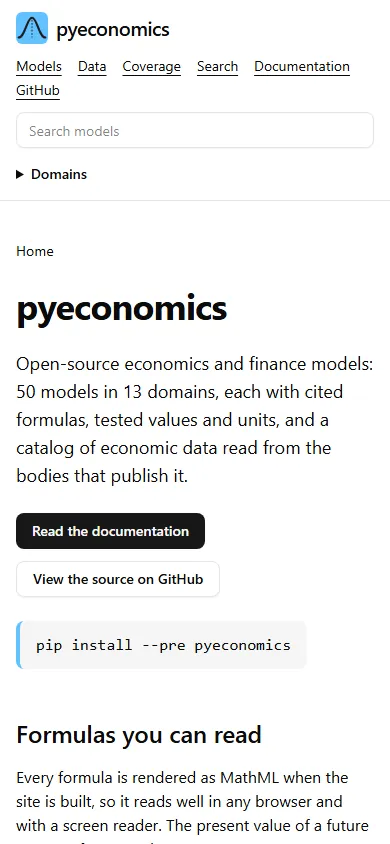 pyeconomics
Models Data Coverage Search Documentation
GitHub
Search models
Domains
Home
pyeconomics
Open-source economics and finance models:
50 models in 13 domains, each with cited
formulas, tested values and units, and a
catalog of economic data read from the
bodies that publish it.
Read the documentation
View the source on GitHub
pip install --pre pyeconomics
Formulas you can read
Every formula is rendered as MathML when the
site is built, so it reads well in any browser and
with a screen reader. The present value of a future